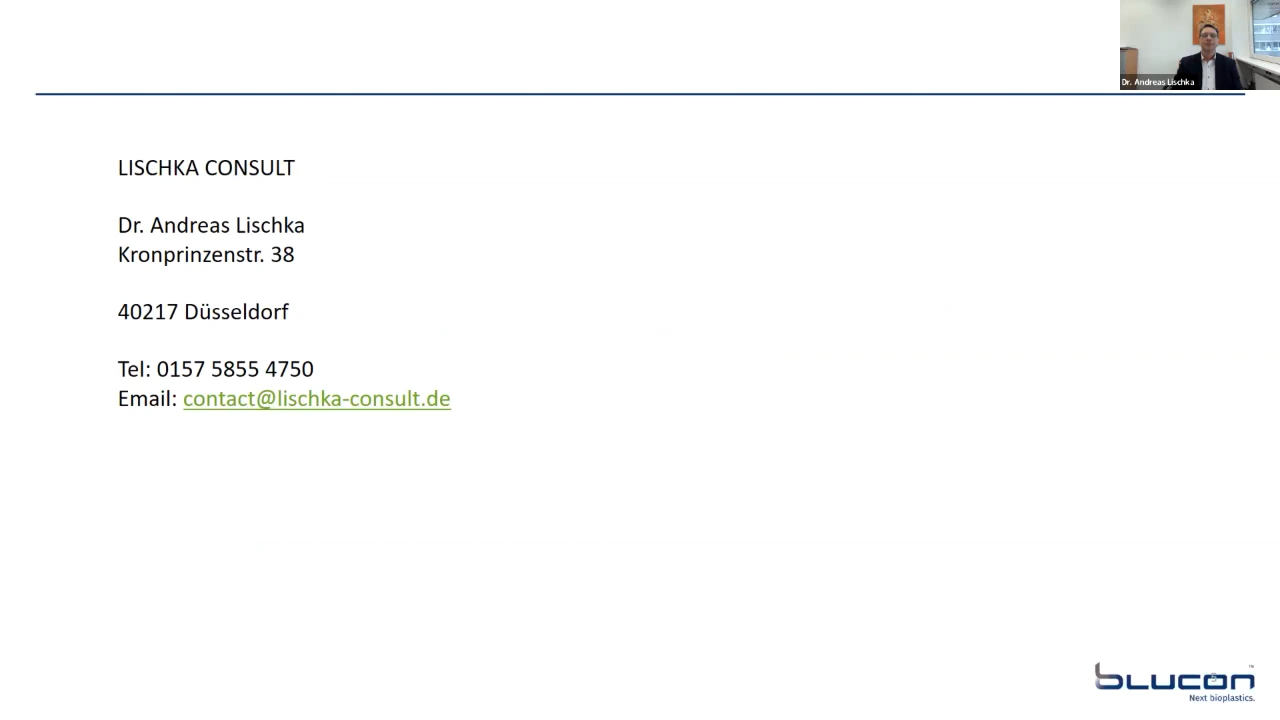 Dr. Andreas Lischka
LISCHKA CONSULT
Dr. Andreas Lischka
Kronprinzenstr. 38
40217 Düsseldorf
Tel: 0157 5855 4750
Email: contact@lischka-consult.de
blucon™
Next bioplastics.